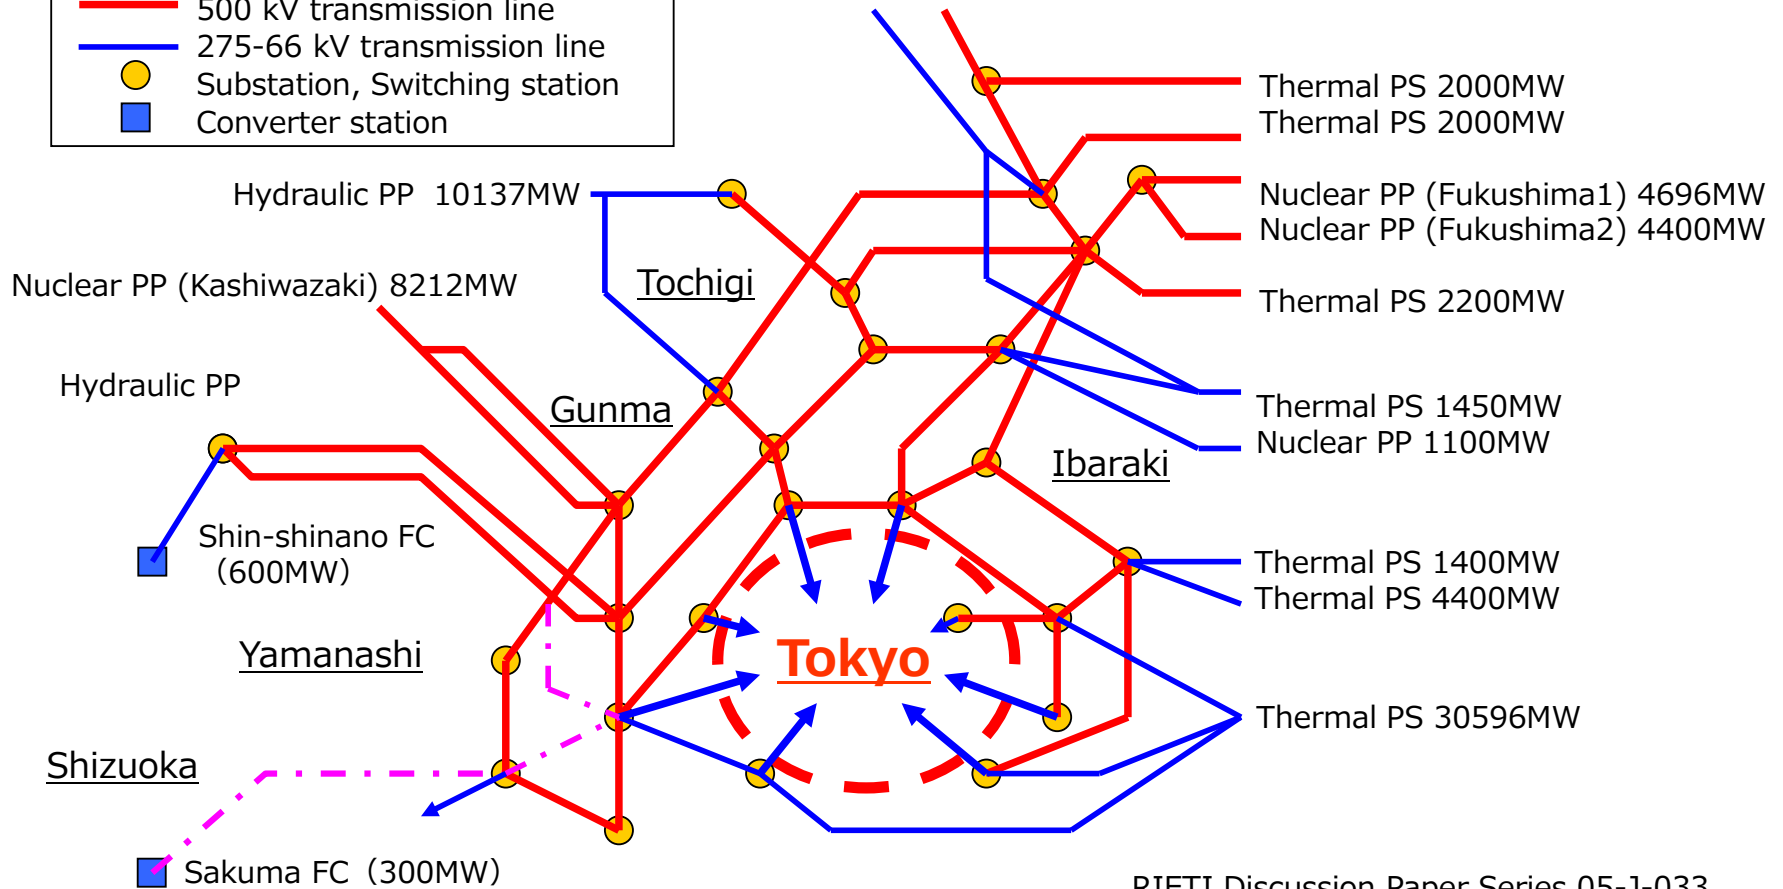 500 kV transmission line
275-66 kV transmission line
Substation, Switching station
Converter station
Thermal PS 2000MW
Thermal PS 2000MW
Hydraulic PP 10137MW
Nuclear PP (Fukushima1) 4696MW
Nuclear PP (Fukushima2) 4400MW
Tochigi
Nuclear PP (Kashiwazaki) 8212MW
Thermal PS 2200MW
Hydraulic PP
Gunma
Thermal PS 1450MW
Nuclear PP 1100MW
Ibaraki
Shin-shinano FC
（600MW）
Thermal PS 1400MW
Thermal PS 4400MW
Yamanashi
Tokyo
Thermal PS 30596MW
Shizuoka
Sakuma FC（300MW）
RIETI Discussion Paper Series 05-J-033